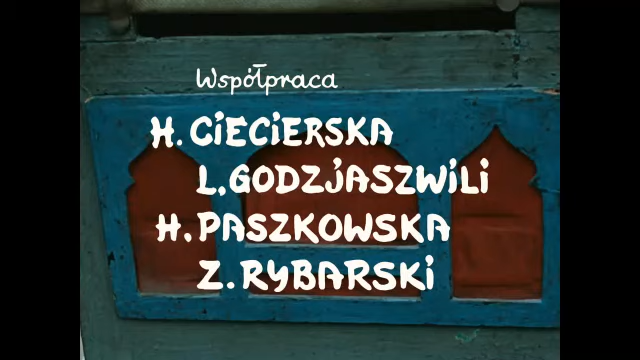 Współpraca
H. CIECIERSKA
L. GODZJASZWILI
H. PASZKOWSKA
Z. RYBARSKI